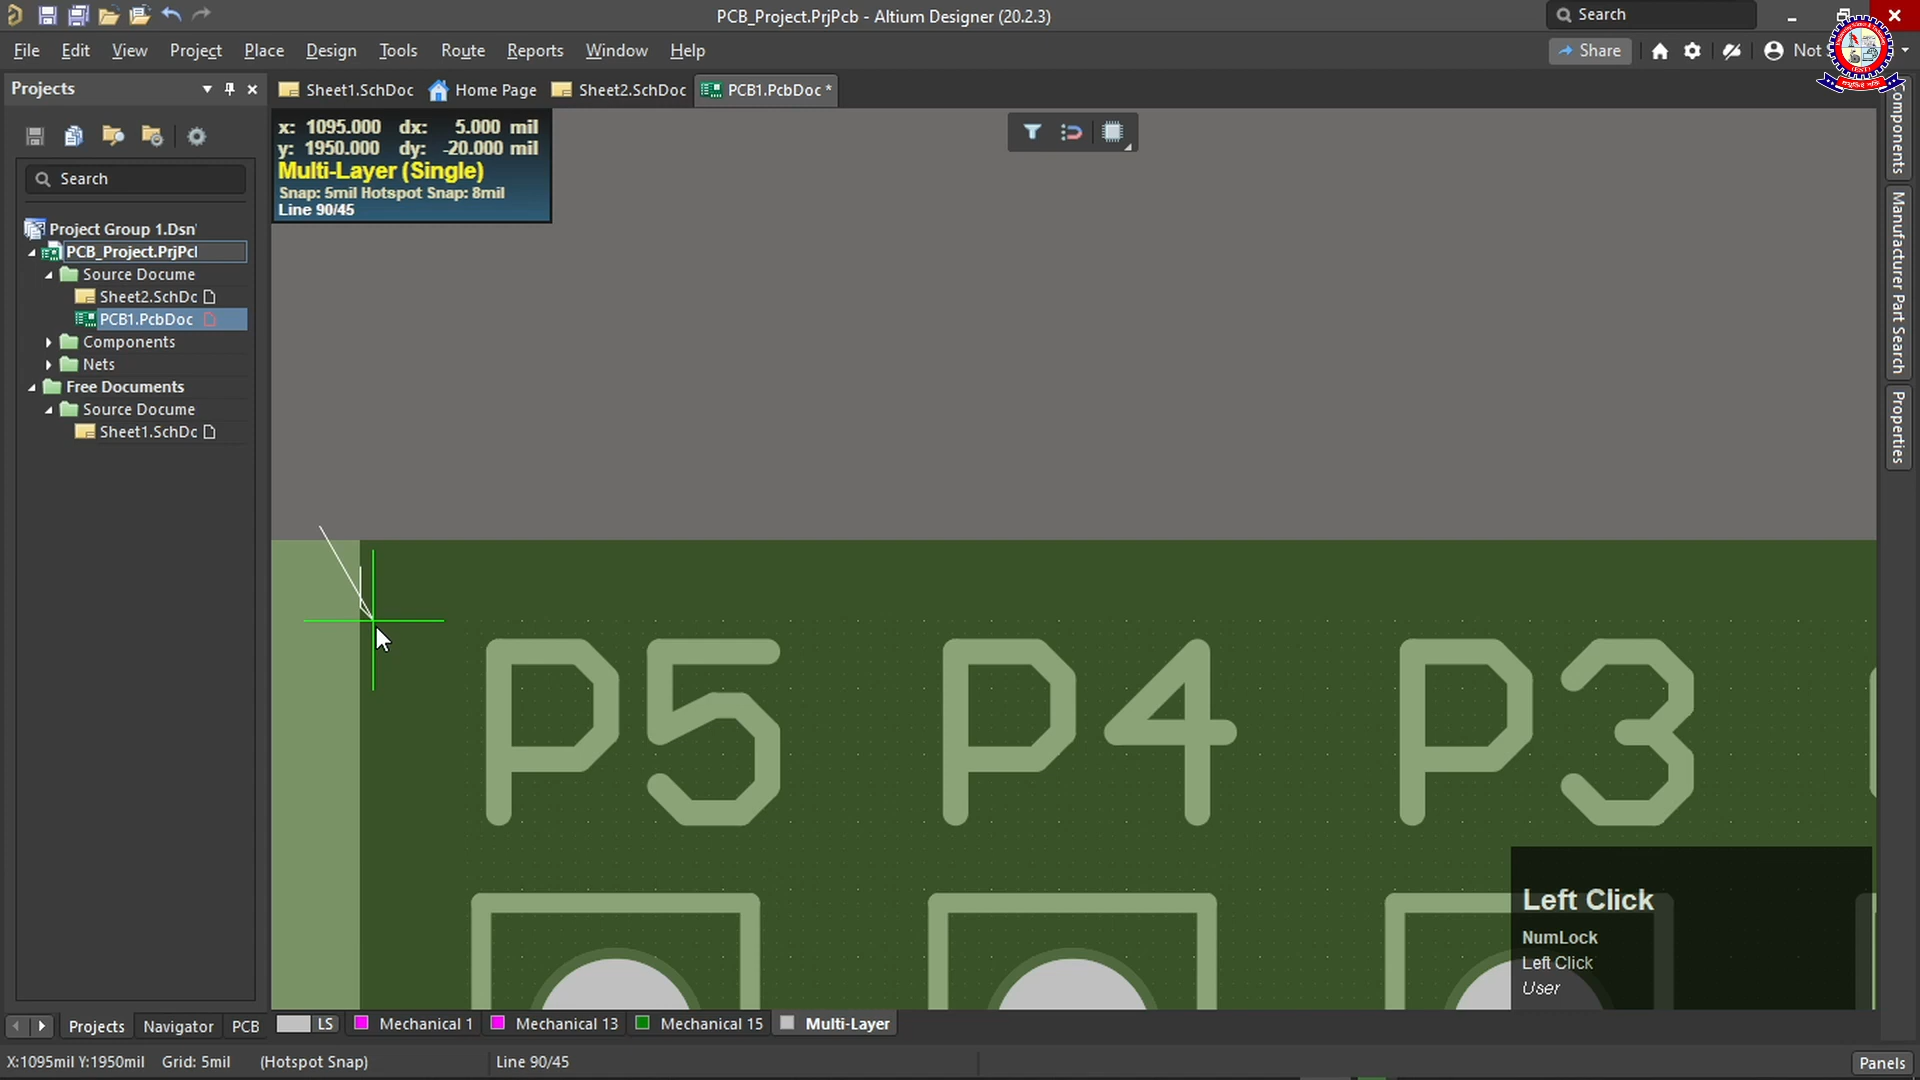 PCB_Project.PrjPcb - Altium Designer (20.2.3)
Search
File Edit View Project Place Design Tools Route Reports Window Help
Share
Not
Projects
Sheet1.SchDoc
Home Page
Sheet2.SchDoc
PCB1.PcbDoc *
x: 1095.000 dx: 5.000 mil
y: 1950.000 dy: -20.000 mil
Multi-Layer (Single)
Snap: 5mil Hotspot Snap: 8mil
Line 90/45
Search
Project Group 1.Dsn
PCB_Project.PrjPcl
Source Docume
Sheet2.SchDc
PCB1.PcbDoc
Components
Nets
Free Documents
Source Docume
Sheet1.SchDc
Components
Manufacturer Part Search
Properties
P5 P4 P3
Left Click
NumLock
Left Click
User
Projects Navigator PCB
LS
Mechanical 1
Mechanical 13
Mechanical 15
Multi-Layer
X:1095mil Y:1950mil Grid: 5mil (Hotspot Snap)
Line 90/45
Panels